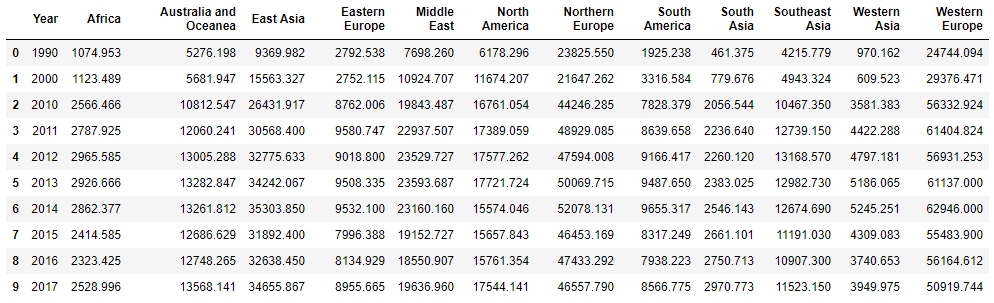 Year Africa Australia and Oceanea East Asia Eastern Europe Middle East North America Northern Europe South America South Asia Southeast Asia Western Asia Western Europe
0 1990 1074.953 5276.198 9369.982 2792.538 7698.260 6178.296 23825.550 1925.238 461.375 4215.779 970.162 24744.094
1 2000 1123.489 5681.947 15563.327 2752.115 10924.707 11674.207 21647.262 3316.584 779.676 4943.324 609.523 29376.471
2 2010 2566.466 10812.547 26431.917 8762.006 19843.487 16761.054 44246.285 7828.379 2056.544 10467.350 3581.383 56332.924
3 2011 2787.925 12060.241 30568.400 9580.747 22937.507 17389.059 48929.085 8639.658 2236.640 12739.150 4422.288 61404.824
4 2012 2965.585 13005.288 32775.633 9018.800 23529.727 17577.262 47594.008 9166.417 2260.120 13168.570 4797.181 56931.253
5 2013 2926.666 13282.847 34242.067 9508.335 23593.687 17721.724 50069.715 9487.650 2383.025 12982.730 5186.065 61137.000
6 2014 2862.377 13261.812 35303.850 9532.100 23160.160 15574.046 52078.131 9655.317 2546.143 12674.690 5245.251 62946.000
7 2015 2414.585 12686.629 31892.400 7996.388 19152.727 15657.843 46453.169 8317.249 2661.101 11191.030 4309.083 55483.900
8 2016 2323.425 12748.265 32638.450 8134.929 18550.907 15761.354 47433.292 7938.223 2750.713 10907.300 3740.653 56164.612
9 2017 2528.996 13568.141 34655.867 8955.665 19636.960 17544.141 46557.790 8566.775 2970.773 11523.150 3949.975 50919.744